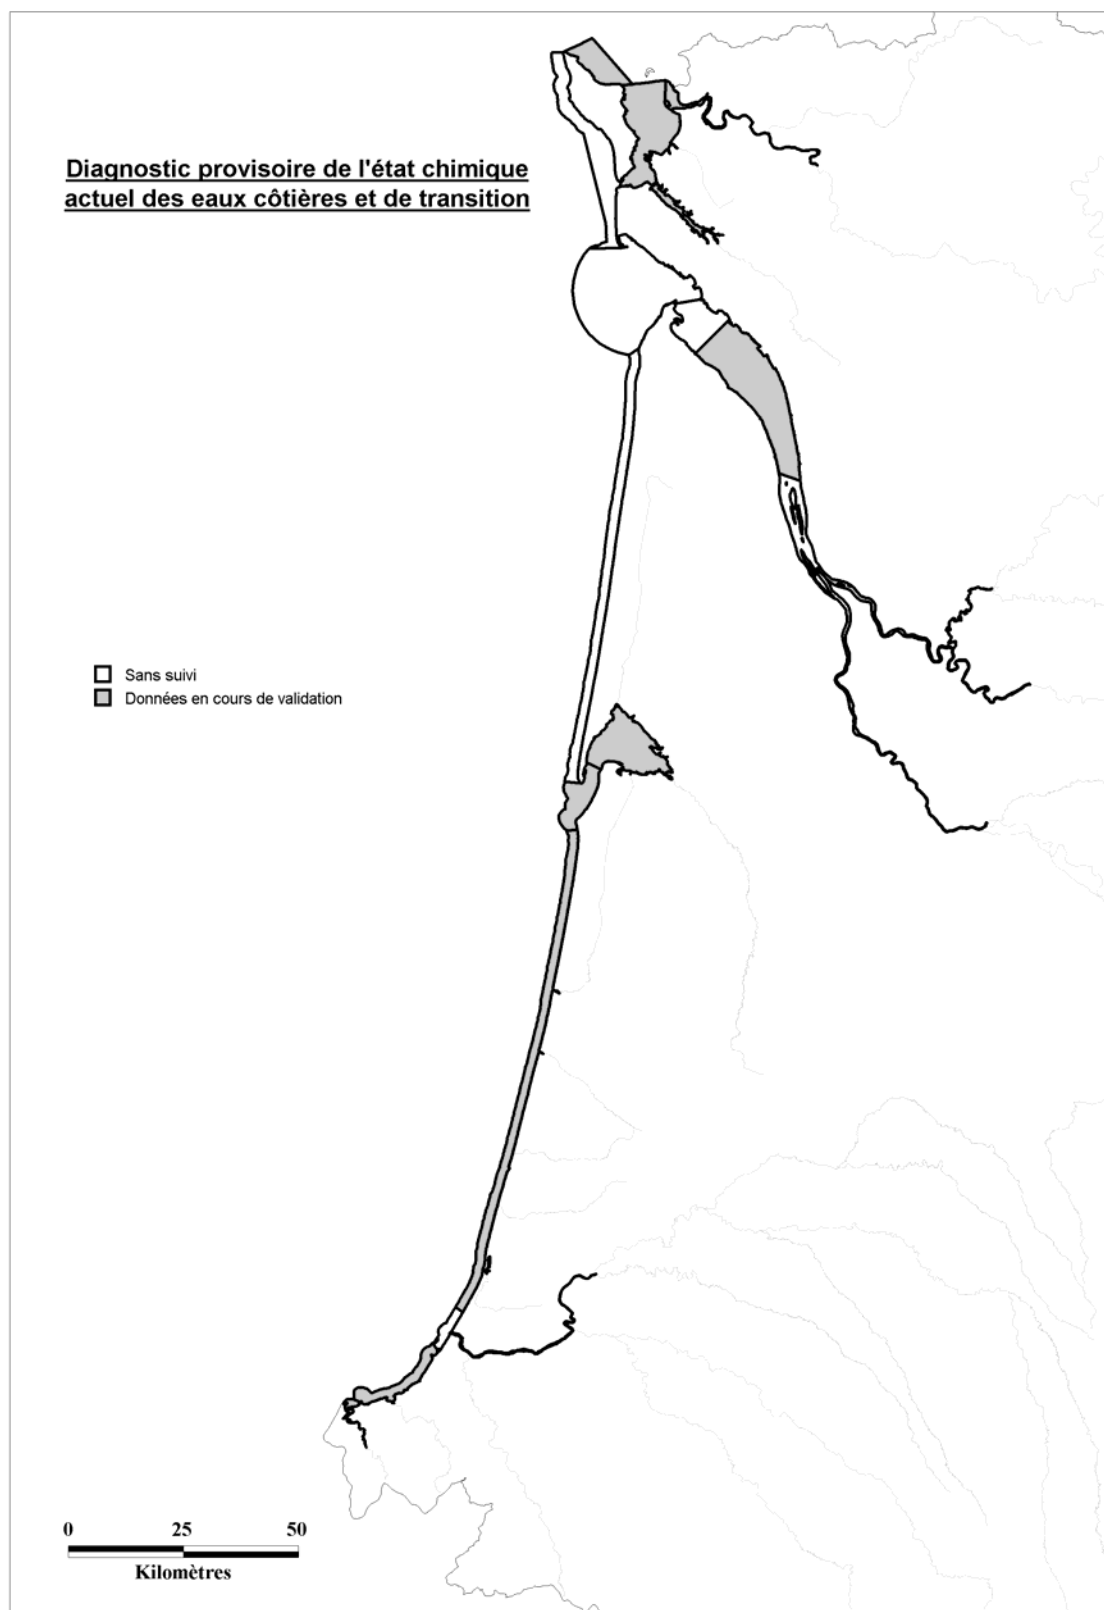 Diagnostic provisoire de l'état chimique
actuel des eaux côtières et de transition
Sans suivi
Données en cours de validation
0 25 50
Kilomètres